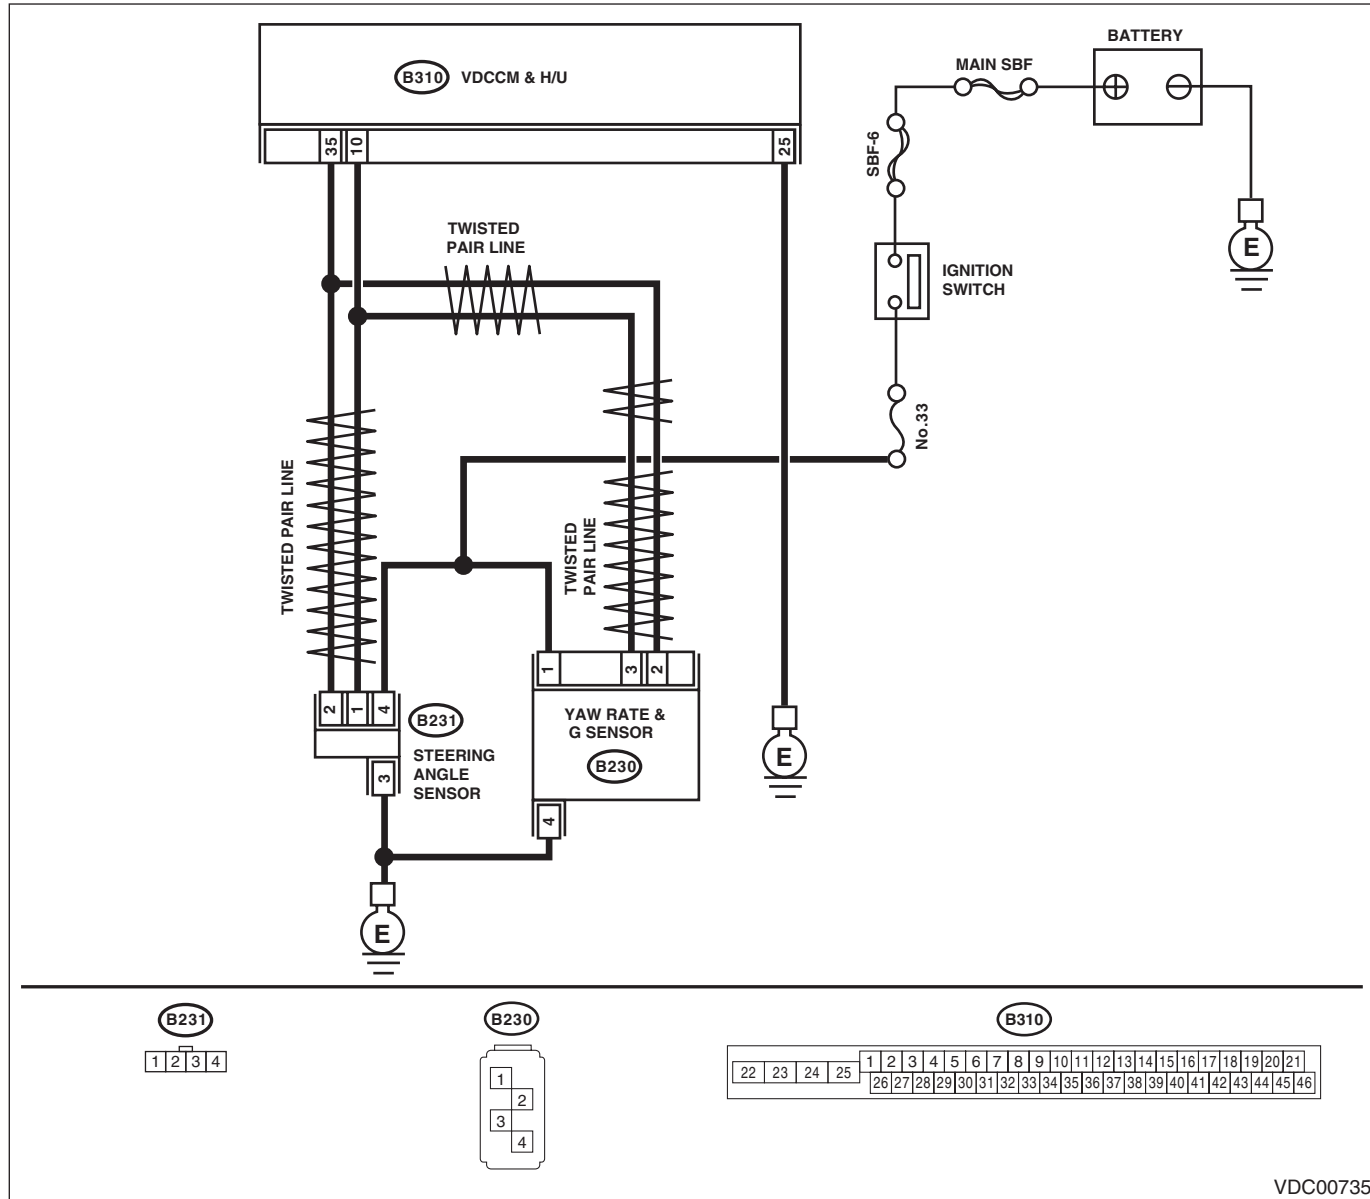 BATTERY
MAIN SBF
B310 VDCCM & H/U
35
10
25
SBF-6
E
TWISTED
PAIR LINE
IGNITION
SWITCH
No.33
TWISTED PAIR LINE
TWISTED
PAIR LINE
1
3
2
2
1
4
B231
STEERING
ANGLE
SENSOR
YAW RATE &
G SENSOR
B230
E
3
4
E
B231
1 2 3 4
B230
1
2
3
4
B310
1 2 3 4 5 6 7 8 9 10 11 12 13 14 15 16 17 18 19 20 21
22 23 24 25
26 27 28 29 30 31 32 33 34 35 36 37 38 39 40 41 42 43 44 45 46
VDC00735